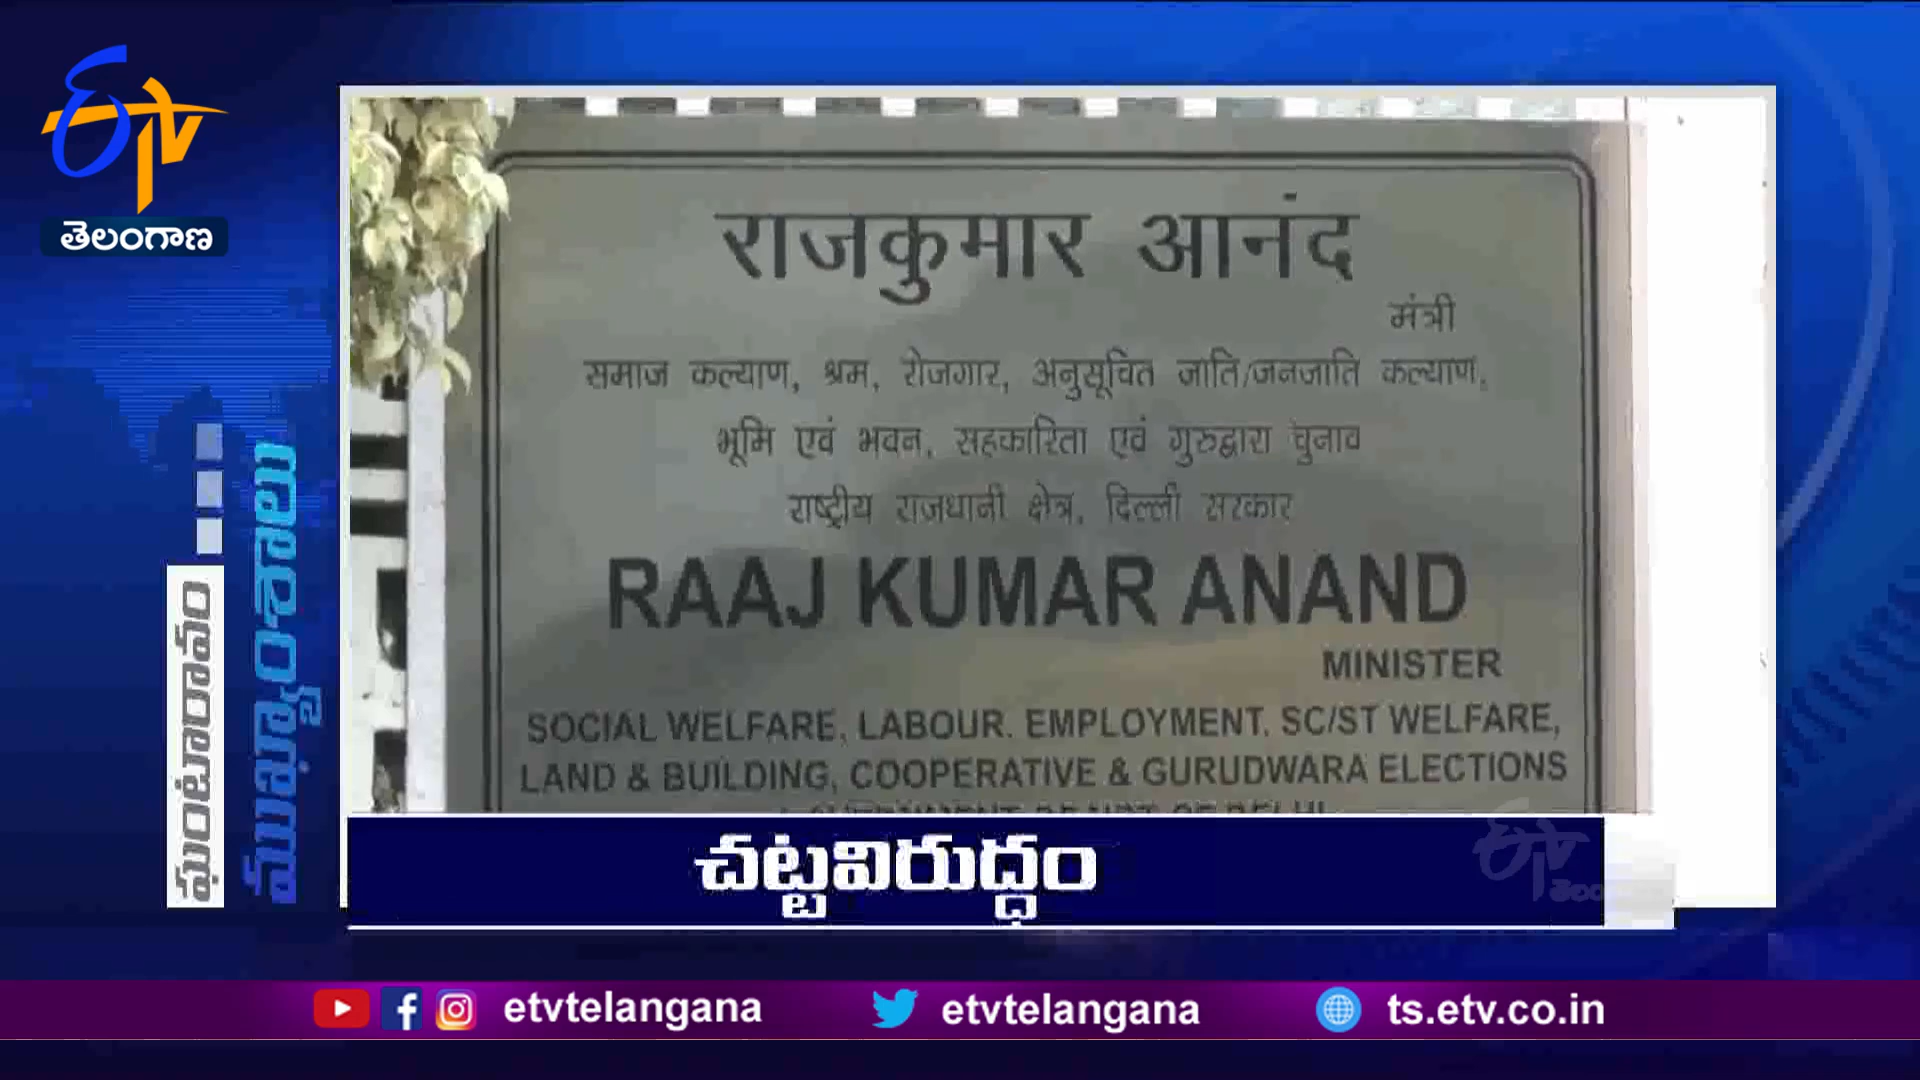 ETV
తెలంగాణ
ఘంటారావం
ముఖ్యాంశాలు
राजकुमार आनंद
मंत्री
समाज कल्याण, श्रम, रोजगार, अनुसूचित जाति/जनजाति कल्याण,
भूमि एवं भवन, सहकारिता एवं गुरुद्वारा चुनाव
राष्ट्रीय राजधानी क्षेत्र, दिल्ली सरकार
RAAJ KUMAR ANAND
MINISTER
SOCIAL WELFARE, LABOUR, EMPLOYMENT, SC/ST WELFARE,
LAND & BUILDING, COOPERATIVE & GURUDWARA ELECTIONS
చట్టవిరుద్ధం
etvtelangana
etvtelangana
ts.etv.co.in